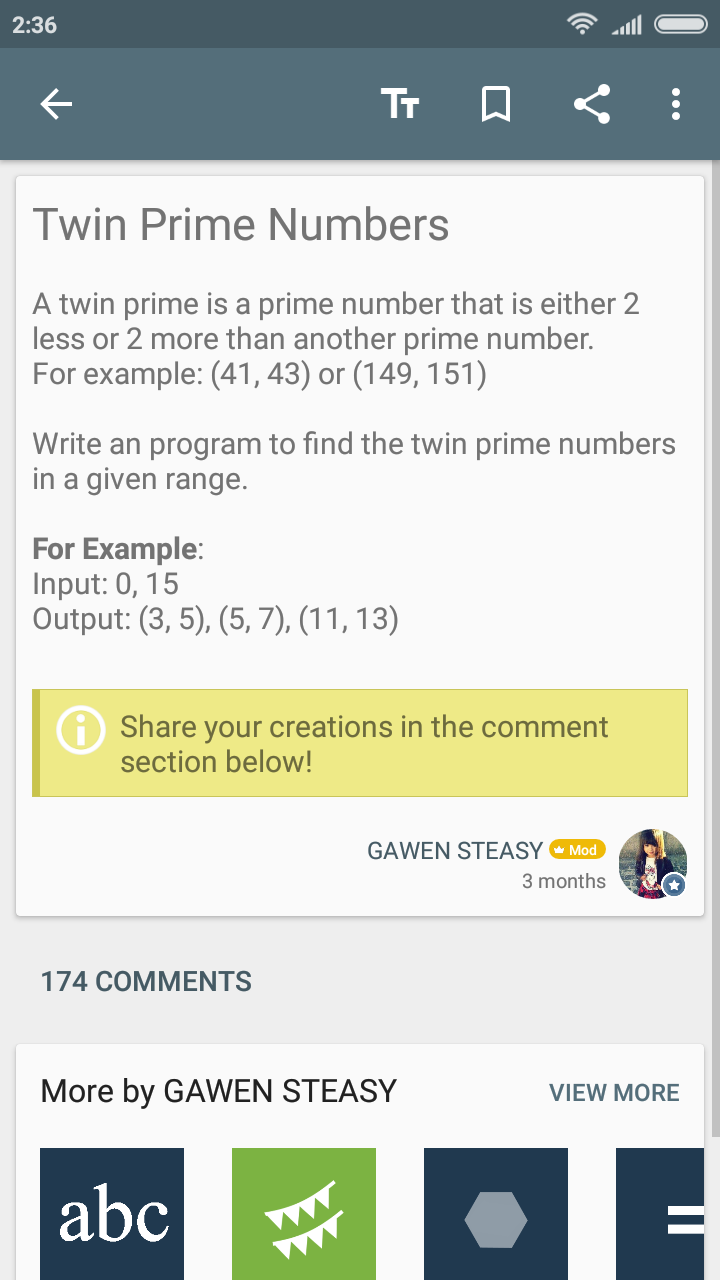 2:36
Twin Prime Numbers
A twin prime is a prime number that is either 2
less or 2 more than another prime number.
For example: (41, 43) or (149, 151)
Write an program to find the twin prime numbers
in a given range.
For Example:
Input: 0, 15
Output: (3, 5), (5, 7), (11, 13)
Share your creations in the comment
section below!
GAWEN STEASY Mod
3 months
174 COMMENTS
More by GAWEN STEASY VIEW MORE
abc